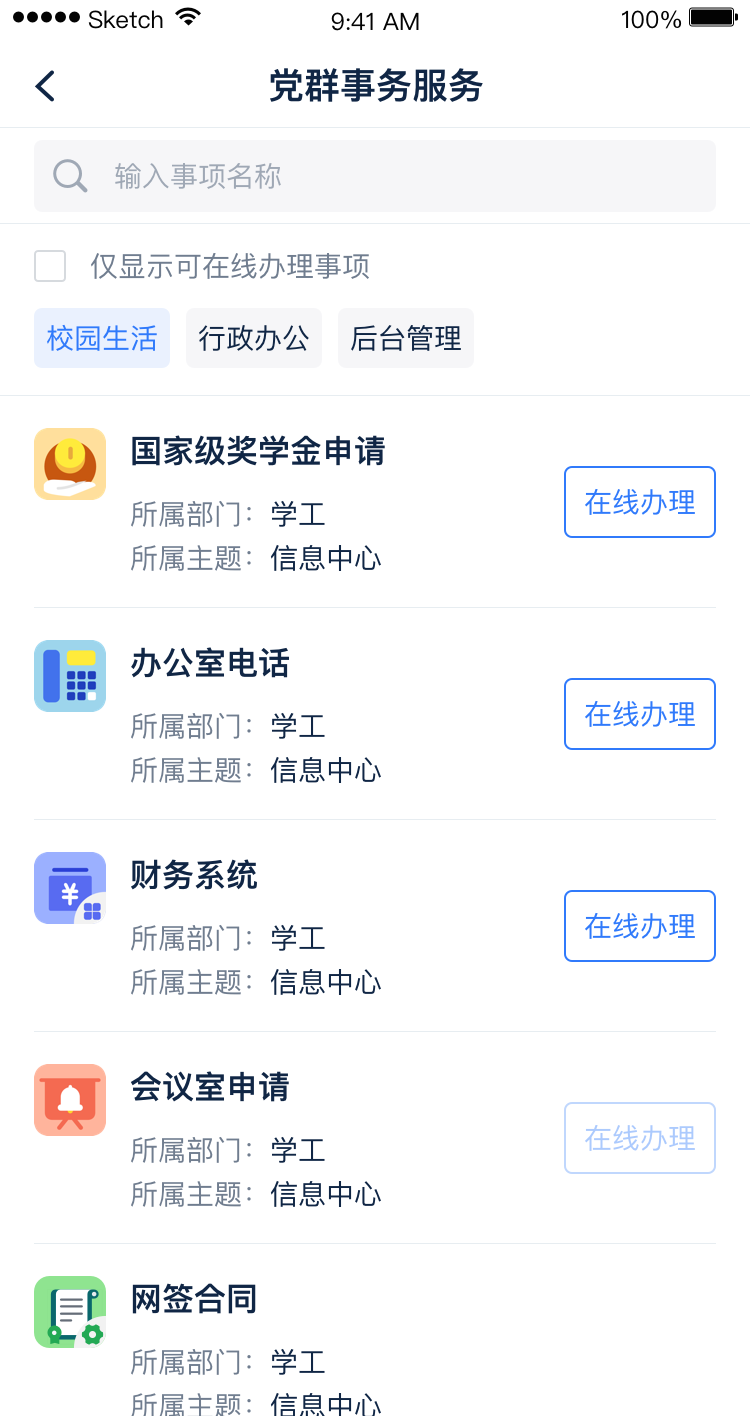 Sketch 9:41 AM 100%
党群事务服务
输入事项名称
仅显示可在线办理事项
校园生活 行政办公 后台管理
国家级奖学金申请
所属部门：学工
所属主题：信息中心
在线办理
办公室电话
所属部门：学工
所属主题：信息中心
在线办理
¥
财务系统
所属部门：学工
所属主题：信息中心
在线办理
会议室申请
所属部门：学工
所属主题：信息中心
在线办理
网签合同
所属部门：学工
所属主题：信息中心